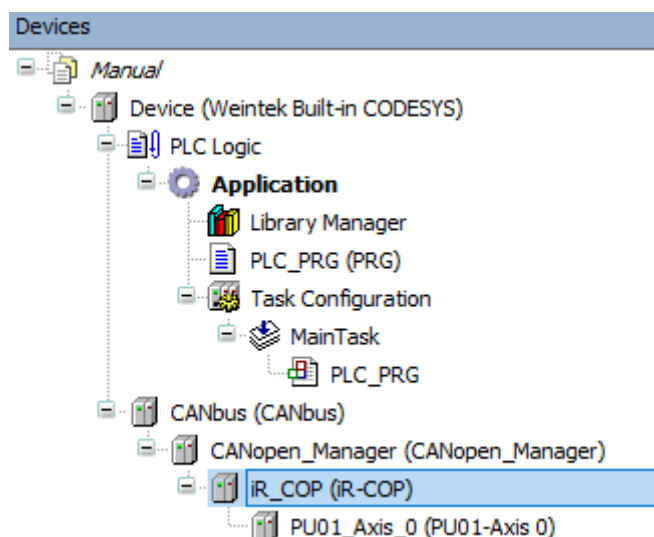 Devices
Manual
Device (Weintek Built-in CODESYS)
PLC Logic
Application
Library Manager
PLC_PRG (PRG)
Task Configuration
MainTask
PLC_PRG
CANbus (CANbus)
CANopen_Manager (CANopen_Manager)
iR_COP (iR-COP)
PU01_Axis_0 (PU01-Axis 0)